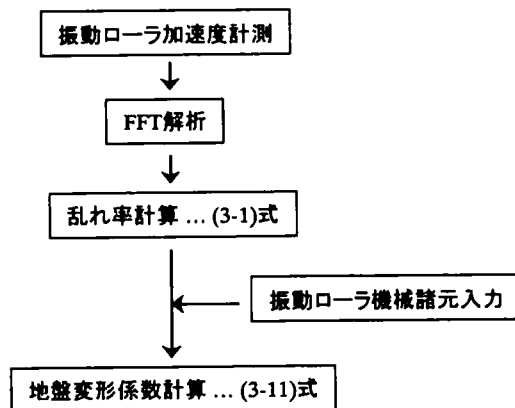 振動ローラ加速度計測
FFT解析
乱れ率計算 … (3-1)式
振動ローラ機械諸元入力
地盤変形係数計算 … (3-11)式